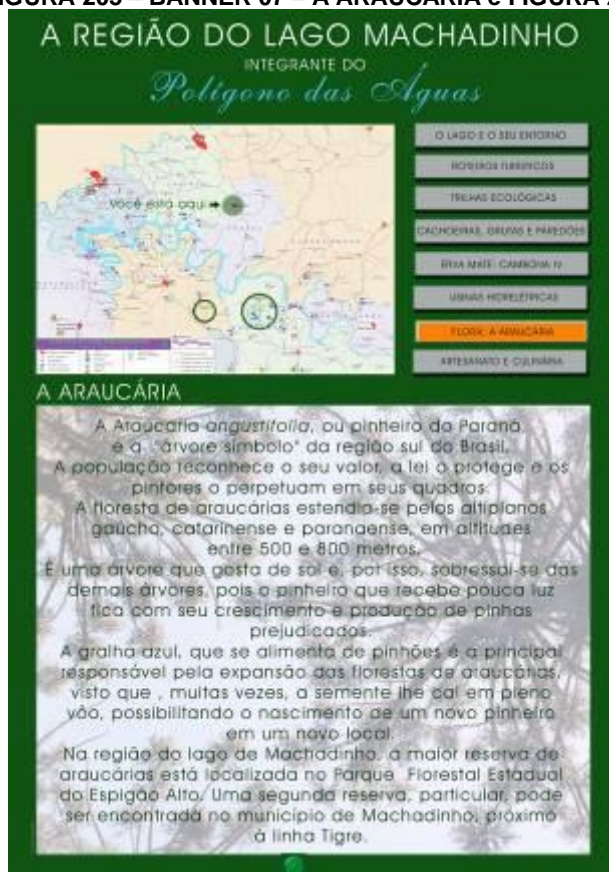 FIGURA 205 – BANNER 07 – A ARAUCÁRIA e FIGURA 2
A REGIÃO DO LAGO MACHADINHO
INTEGRANTE DO
Polígono das Águas
O LAGO E O SEU ENTORNO
ROTEIROS TURÍSTICOS
TRILHAS ECOLÓGICAS
CACHOEIRAS, GRUTAS E PAREDÕES
ERVA MATE: CAMBONA IV
USINAS HIDRELÉTRICAS
FLORA: A ARAUCÁRIA
ARTESANATO E CULINÁRIA
Você está aqui
A ARAUCÁRIA
A Araucaria angustifolia, ou pinheiro do Paraná
é a "árvore símbolo" da região sul do Brasil.
A população reconhece o seu valor, a lei o protege e os
pintores o perpetuam em seus quadros.
A floresta de araucárias estendia-se pelos altiplanos
gaúcho, catarinense e paranaense, em altitudes
entre 500 e 800 metros.
É uma árvore que gosta de sol e, por isso, sobressai-se das
demais árvores, pois o pinheiro que recebe pouca luz
fica com seu crescimento e produção de pinhas
prejudicados.
A gralha azul, que se alimenta de pinhões é a principal
responsável pela expansão das florestas de araucárias,
visto que , muitas vezes, a semente lhe cai em pleno
vôo, possibilitando o nascimento de um novo pinheiro
em um novo local.
Na região do lago de Machadinho, a maior reserva de
araucárias está localizada no Parque Florestal Estadual
do Espigão Alto. Uma segunda reserva, particular, pode
ser encontrada no município de Machadinho, próximo
à linha Tigre.